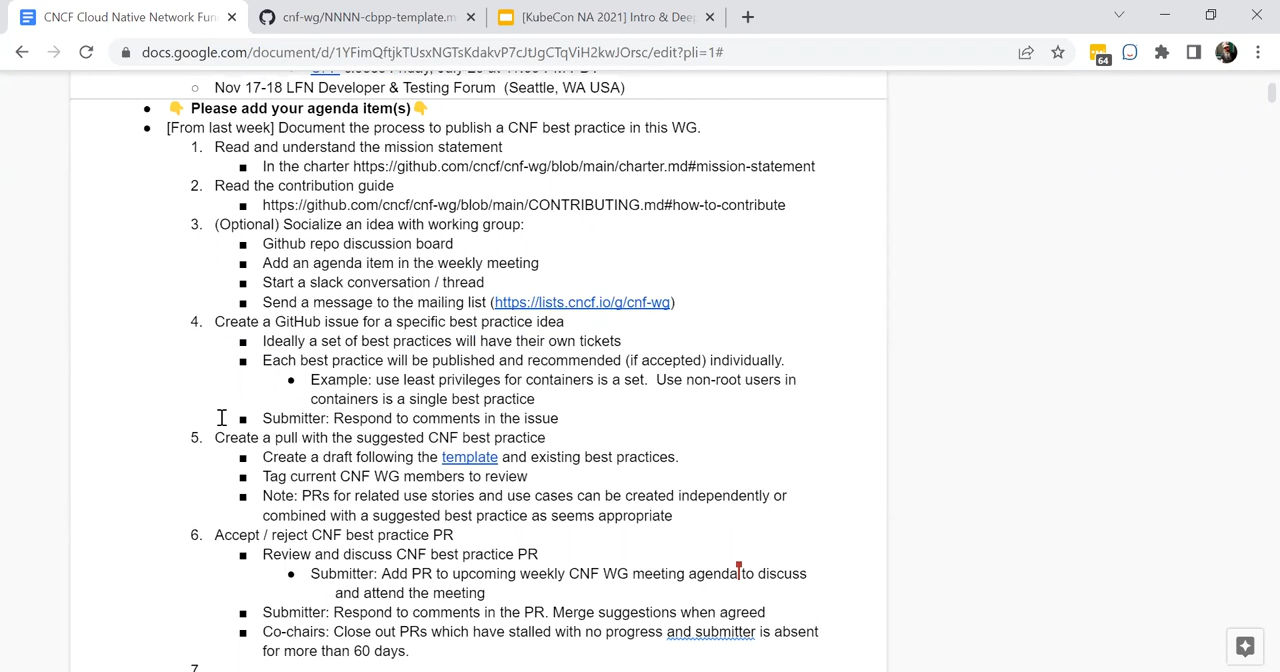 CNCF Cloud Native Network Fun
cnf-wg/NNNN-cbpp-template.m
[KubeCon NA 2021] Intro & Deep
docs.google.com/document/d/1YFimQftjkTUsxNGTsKdakvP7cJtJgCTqViH2kwJOrsc/edit?pli=1#
64
Nov 17-18 LFN Developer & Testing Forum (Seattle, WA USA)
👇 Please add your agenda item(s)👇
[From last week] Document the process to publish a CNF best practice in this WG.
1. Read and understand the mission statement
In the charter https://github.com/cncf/cnf-wg/blob/main/charter.md#mission-statement
2. Read the contribution guide
https://github.com/cncf/cnf-wg/blob/main/CONTRIBUTING.md#how-to-contribute
3. (Optional) Socialize an idea with working group:
Github repo discussion board
Add an agenda item in the weekly meeting
Start a slack conversation / thread
Send a message to the mailing list (https://lists.cncf.io/g/cnf-wg)
4. Create a GitHub issue for a specific best practice idea
Ideally a set of best practices will have their own tickets
Each best practice will be published and recommended (if accepted) individually.
Example: use least privileges for containers is a set. Use non-root users in
containers is a single best practice
Submitter: Respond to comments in the issue
5. Create a pull with the suggested CNF best practice
Create a draft following the template and existing best practices.
Tag current CNF WG members to review
Note: PRs for related use stories and use cases can be created independently or
combined with a suggested best practice as seems appropriate
6. Accept / reject CNF best practice PR
Review and discuss CNF best practice PR
Submitter: Add PR to upcoming weekly CNF WG meeting agenda to discuss
and attend the meeting
Submitter: Respond to comments in the PR. Merge suggestions when agreed
Co-chairs: Close out PRs which have stalled with no progress and submitter is absent
for more than 60 days.
7.